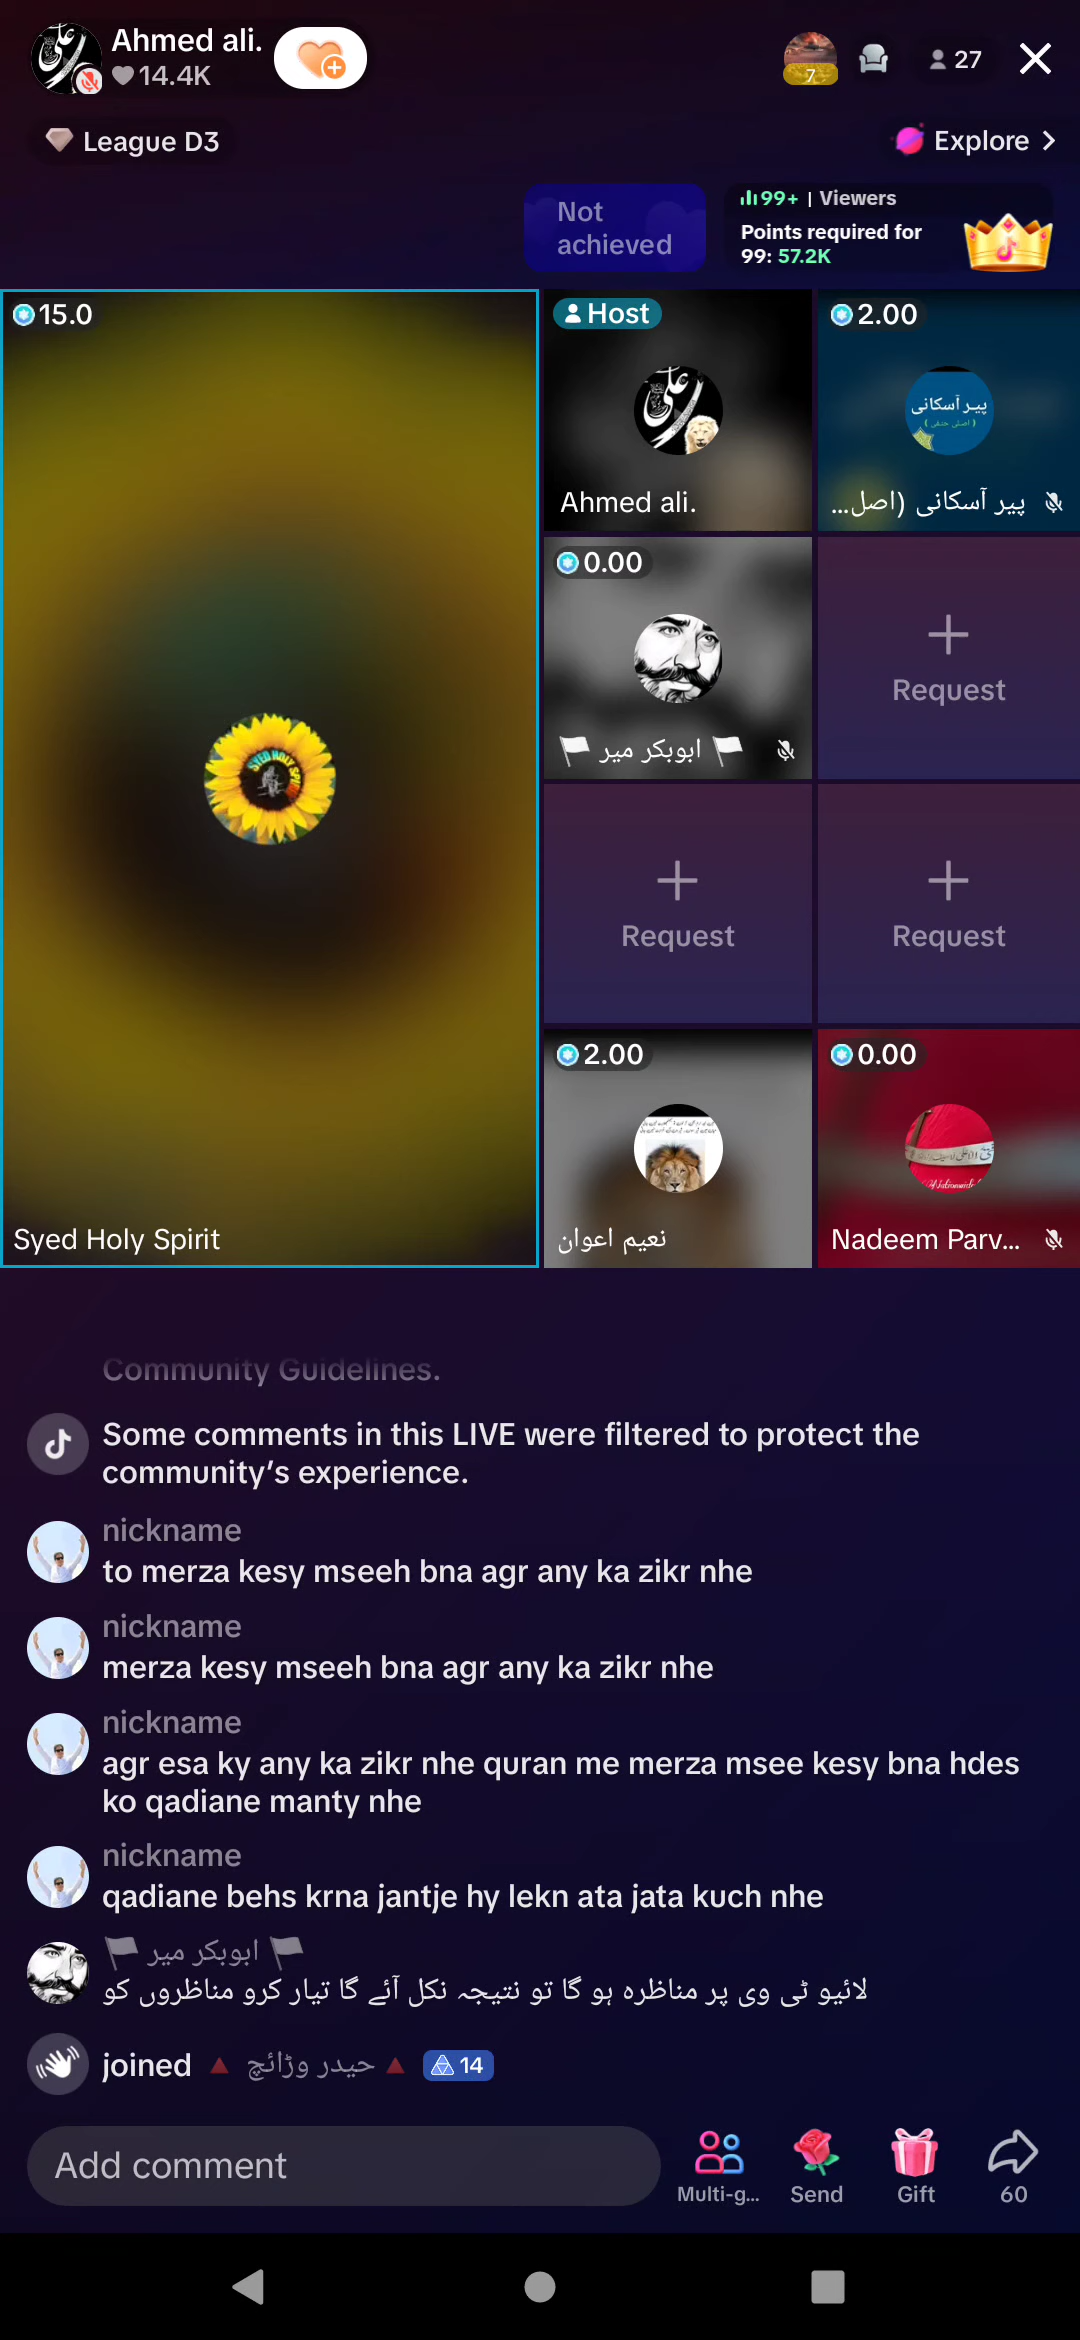 Ahmed ali.
14.4K
7
27
League D3
Explore
Not
achieved
99+ | Viewers
Points required for
99: 57.2K
15.0
Host
2.00
پیر آسکانی
( اصلی حنفی )
Ahmed ali.
پیر آسکانی (اصل...
0.00
ابوبکر میر
Request
SYED HOLY SPIRIT
Request
Request
2.00
0.00
Syed Holy Spirit
نعیم اعوان
Nadeem Parv...
Community Guidelines.
Some comments in this LIVE were filtered to protect the
community's experience.
nickname
to merza kesy mseeh bna agr any ka zikr nhe
nickname
merza kesy mseeh bna agr any ka zikr nhe
nickname
agr esa ky any ka zikr nhe quran me merza msee kesy bna hdes
ko qadiane manty nhe
nickname
qadiane behs krna jantje hy lekn ata jata kuch nhe
ابوبکر میر
لائیو ٹی وی پر مناظرہ ہو گا تو نتیجہ نکل آئے گا تیار کرو مناظروں کو
joined 🔺 حیدر وڑائچ 🔺 14
Add comment
Multi-g...
Send
Gift
60